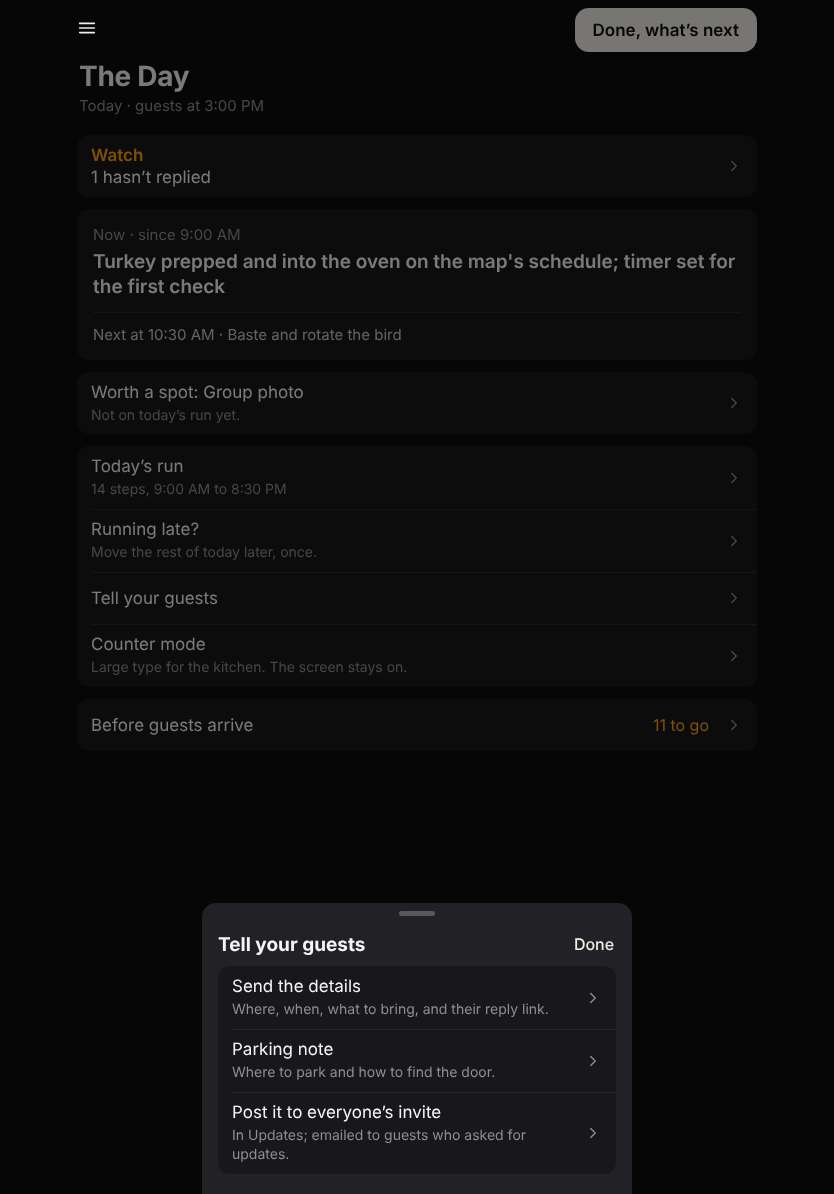 Done, what’s next
The Day
Today · guests at 3:00 PM
Watch
1 hasn’t replied
Now · since 9:00 AM
Turkey prepped and into the oven on the map's schedule; timer set for
the first check
Next at 10:30 AM · Baste and rotate the bird
Worth a spot: Group photo
Not on today’s run yet.
Today’s run
14 steps, 9:00 AM to 8:30 PM
Running late?
Move the rest of today later, once.
Tell your guests
Counter mode
Large type for the kitchen. The screen stays on.
Before guests arrive
11 to go
Tell your guests
Done
Send the details
Where, when, what to bring, and their reply link.
Parking note
Where to park and how to find the door.
Post it to everyone’s invite
In Updates; emailed to guests who asked for
updates.